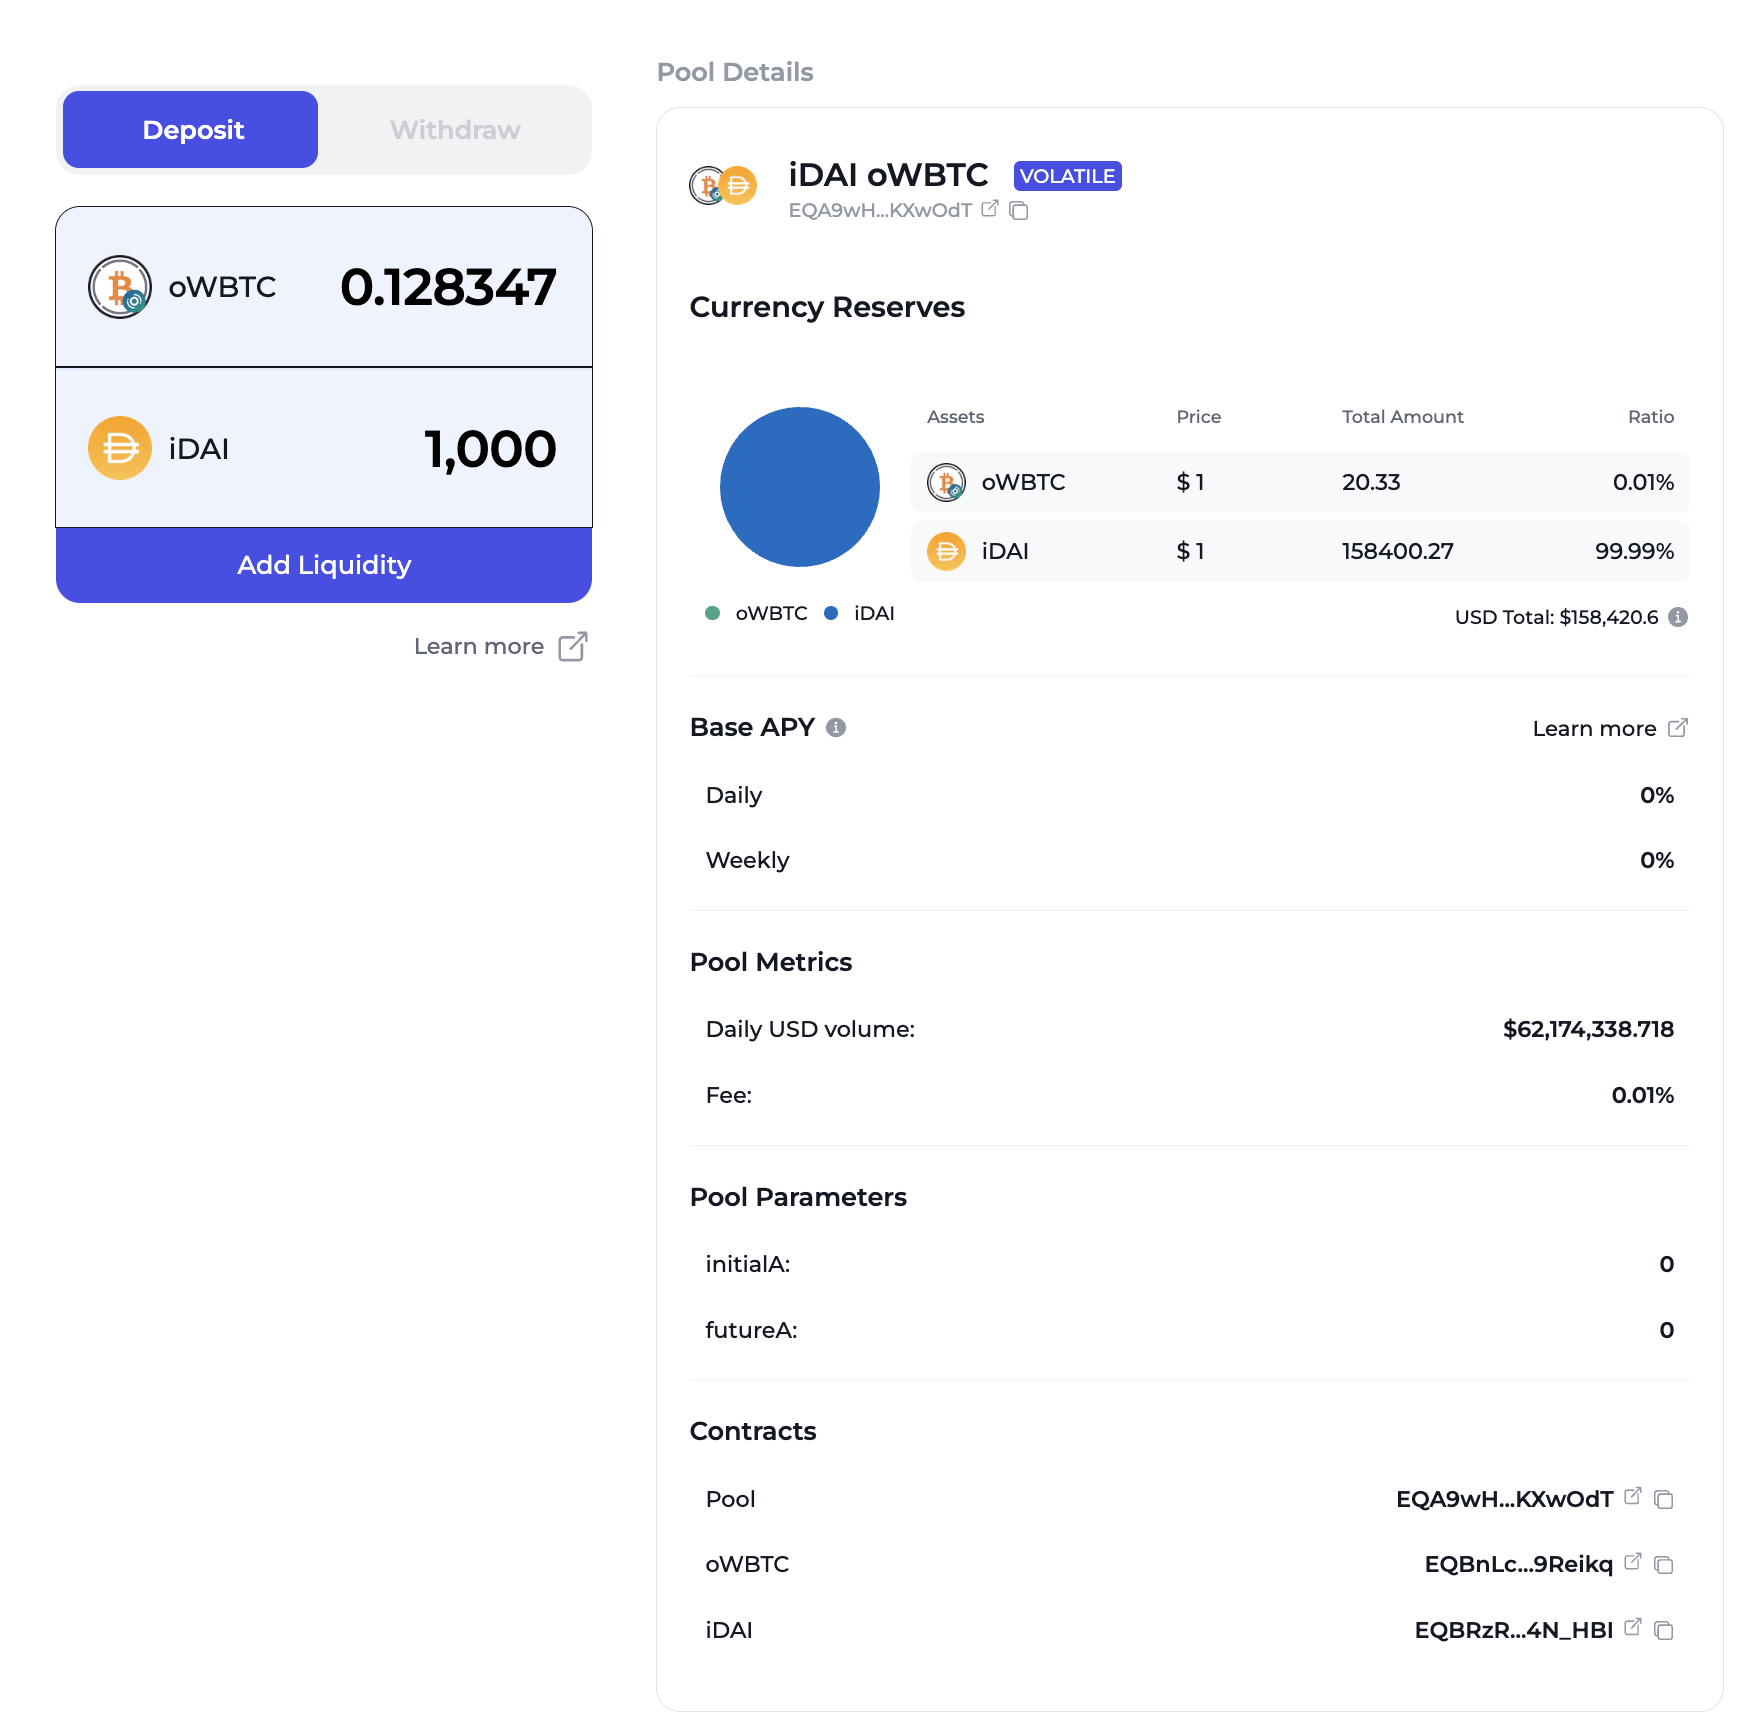 Deposit
Withdraw
oWBTC 0.128347
iDAI 1,000
Add Liquidity
Learn more
Pool Details
iDAI oWBTC VOLATILE
EQA9wH...KXwOdT
Currency Reserves
Assets Price Total Amount Ratio
oWBTC $ 1 20.33 0.01%
iDAI $ 1 158400.27 99.99%
oWBTC iDAI
USD Total: $158,420.6
Base APY
Learn more
Daily 0%
Weekly 0%
Pool Metrics
Daily USD volume: $62,174,338.718
Fee: 0.01%
Pool Parameters
initialA: 0
futureA: 0
Contracts
Pool EQA9wH...KXwOdT
oWBTC EQBnLc...9Reikq
iDAI EQBRzR...4N_HBI